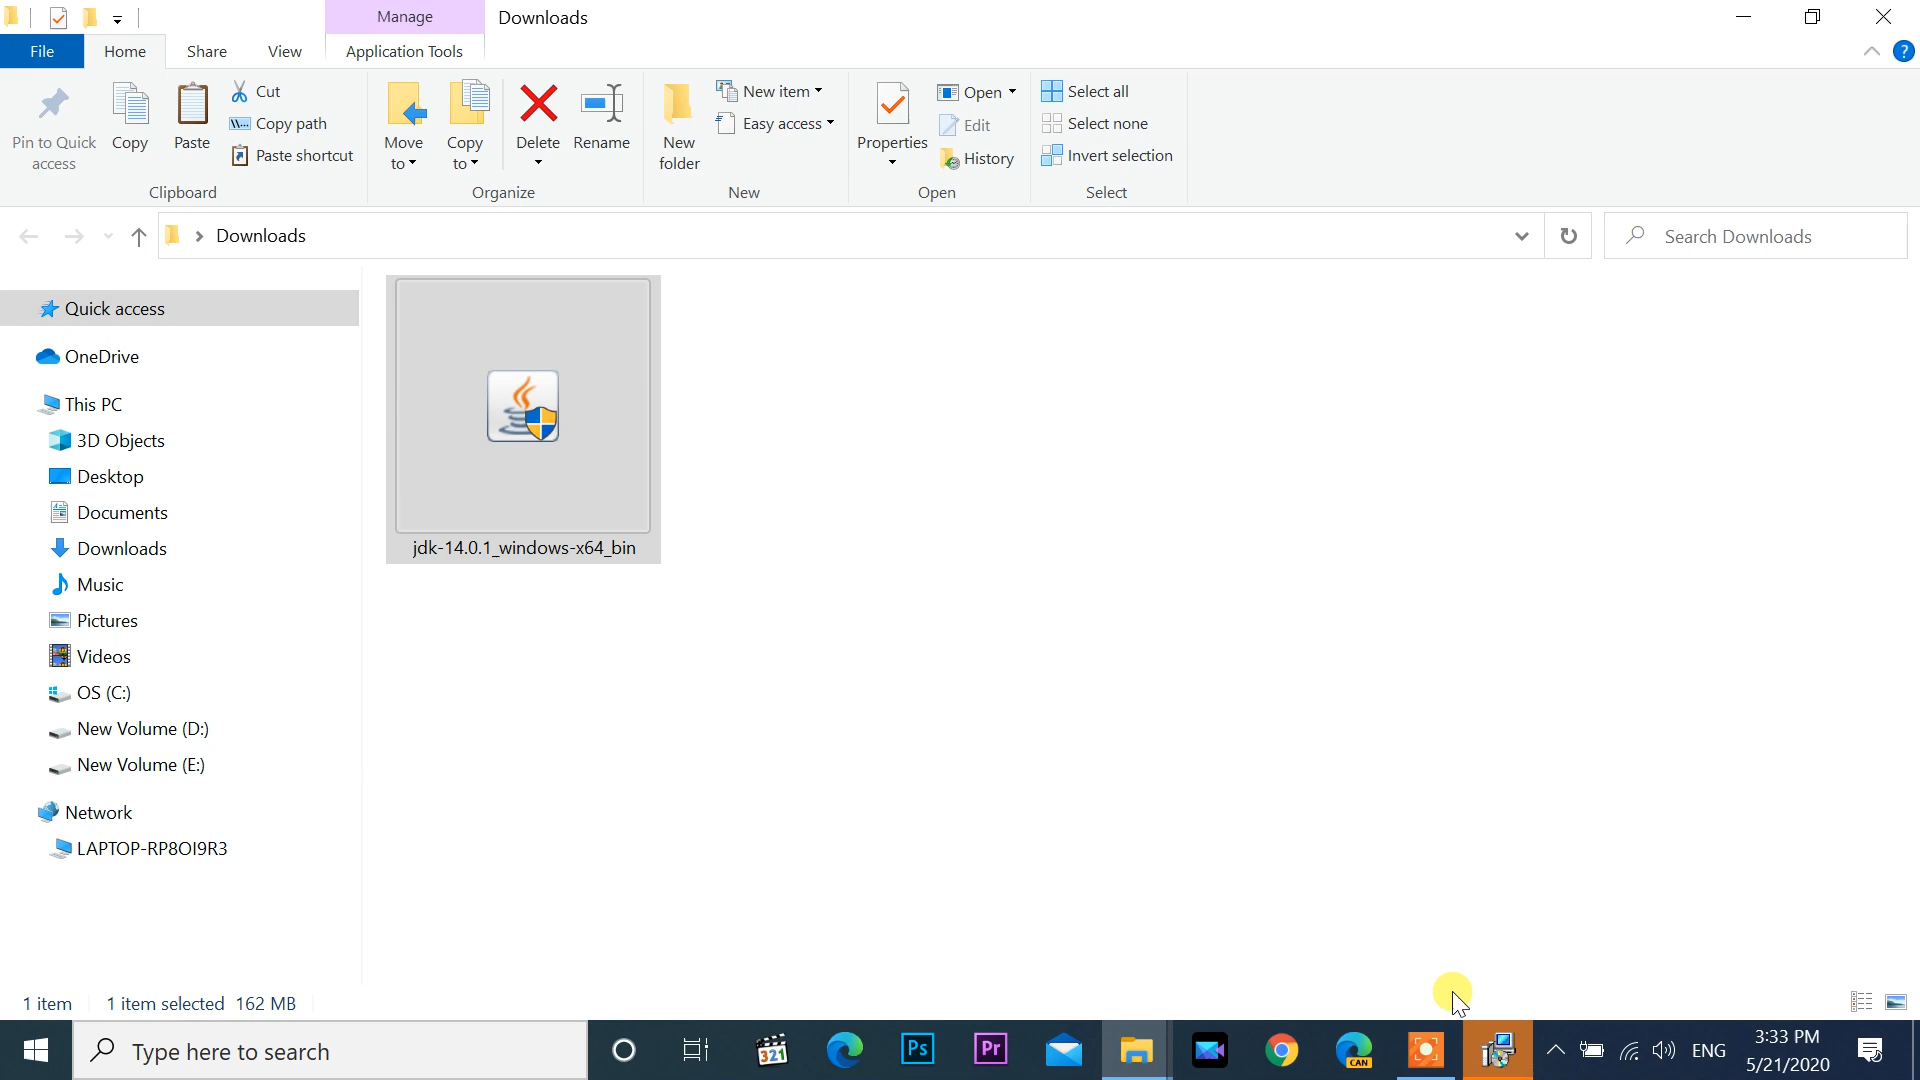 Manage
Downloads
File
Home
Share
View
Application Tools
?
Pin to Quick access
Copy
Paste
Cut
Copy path
Paste shortcut
Clipboard
Move to
Copy to
Delete
Rename
Organize
New folder
New item
Easy access
New
Properties
Open
Edit
History
Open
Select all
Select none
Invert selection
Select
Downloads
Search Downloads
Quick access
OneDrive
This PC
3D Objects
Desktop
Documents
Downloads
Music
Pictures
Videos
OS (C:)
New Volume (D:)
New Volume (E:)
Network
LAPTOP-RP8OI9R3
jdk-14.0.1_windows-x64_bin
1 item
1 item selected 162 MB
Type here to search
321
Ps
Pr
CAN
ENG
3:33 PM
5/21/2020